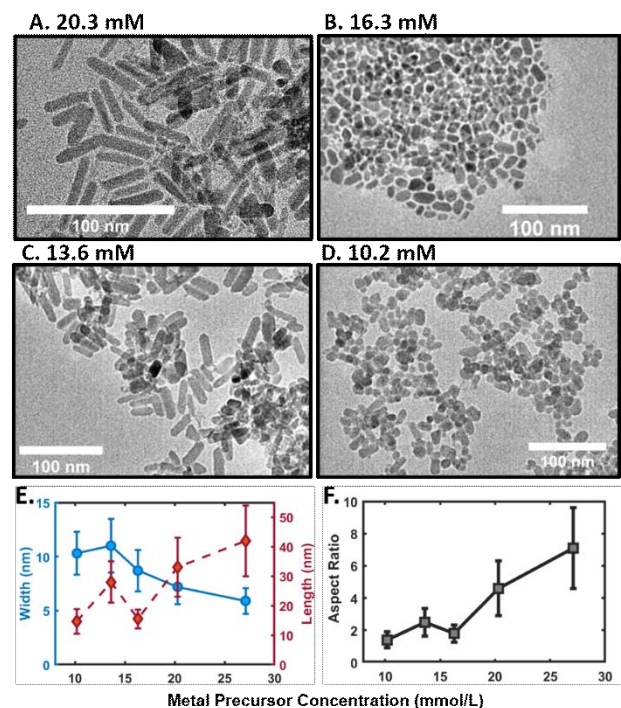 A. 20.3 mM
B. 16.3 mM
100 nm
100 nm
C. 13.6 mM
D. 10.2 mM
100 nm
100 nm
E.
15
10
5
0
Width (nm)
50
40
30
20
10
0
Length (nm)
10 15 20 25 30
F.
10
8
6
4
2
0
Aspect Ratio
10 15 20 25 30
Metal Precursor Concentration (mmol/L)